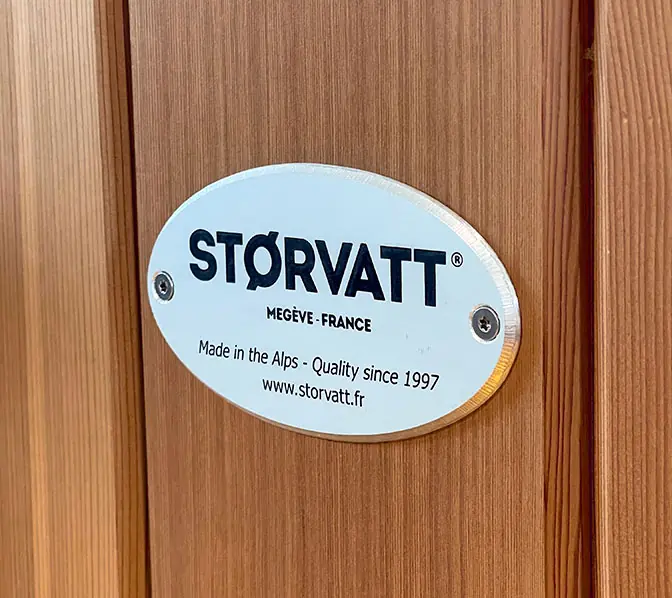 STØRVATT®
MEGÈVE - FRANCE
Made in the Alps - Quality since 1997
www.storvatt.fr